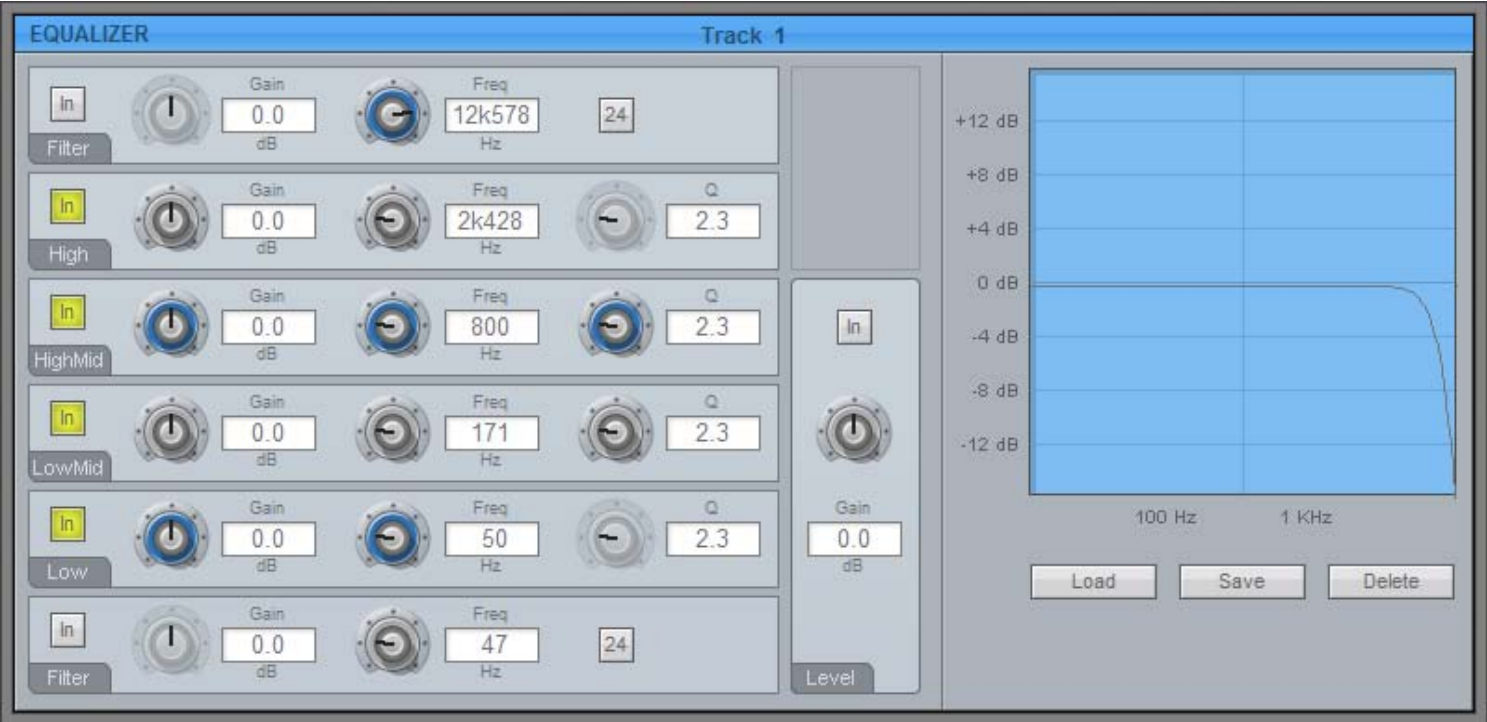 EQUALIZER Track 1
In Gain 0.0 dB Freq 12k578 Hz 24
Filter
In Gain 0.0 dB Freq 2k428 Hz Q 2.3
High
In Gain 0.0 dB Freq 800 Hz Q 2.3
HighMid
In Gain 0.0 dB Freq 171 Hz Q 2.3
LowMid
In Gain 0.0 dB Freq 50 Hz Q 2.3
Low
In Gain 0.0 dB Freq 47 Hz 24
Filter
In
Gain
0.0
dB
Level
+12 dB
+8 dB
+4 dB
0 dB
-4 dB
-8 dB
-12 dB
100 Hz 1 KHz
Load Save Delete